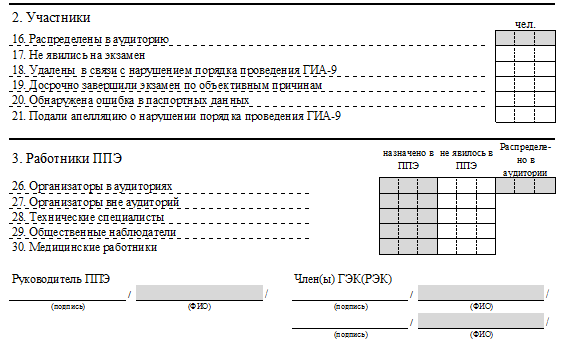 2. Участники
чел.
16. Распределены в аудиторию
17. Не явились на экзамен
18. Удалены в связи с нарушением порядка проведения ГИА-9
19. Досрочно завершили экзамен по объективным причинам
20. Обнаружена ошибка в паспортных данных
21. Подали апелляцию о нарушении порядка проведения ГИА-9
3. Работники ППЭ
назначено в ППЭ
не явилось в ППЭ
Распределе-
но в
аудитории
26. Организаторы в аудиториях
27. Организаторы вне аудиторий
28. Технические специалисты
29. Общественные наблюдатели
30. Медицинские работники
Руководитель ППЭ
Член(ы) ГЭК(РЭК)
/ /
/ /
(подпись) (ФИО)
(подпись) (ФИО)
/ /
(подпись) (ФИО)